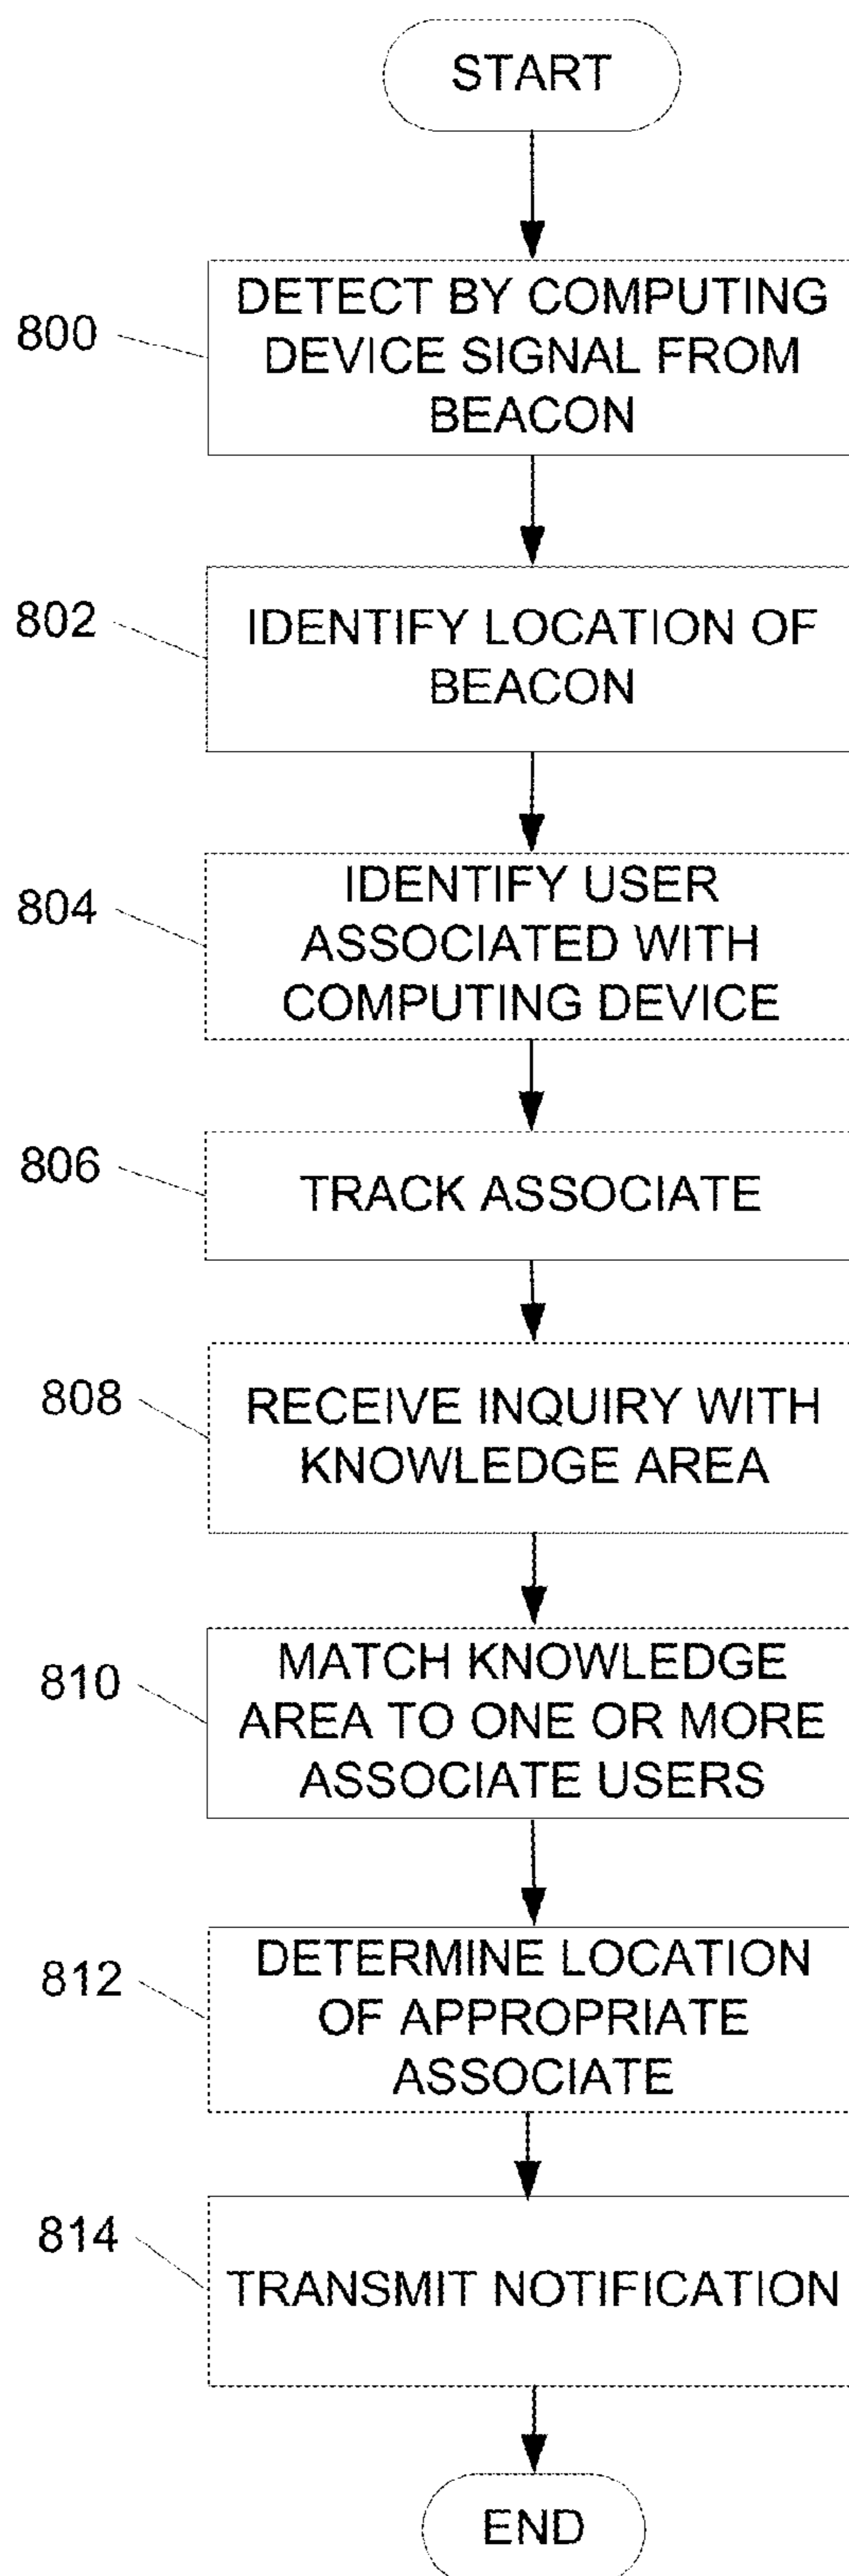 START
800
DETECT BY COMPUTING
DEVICE SIGNAL FROM
BEACON
802
IDENTIFY LOCATION OF
BEACON
804
IDENTIFY USER
ASSOCIATED WITH
COMPUTING DEVICE
806
TRACK ASSOCIATE
808
RECEIVE INQUIRY WITH
KNOWLEDGE AREA
810
MATCH KNOWLEDGE
AREA TO ONE OR MORE
ASSOCIATE USERS
812
DETERMINE LOCATION
OF APPROPRIATE
ASSOCIATE
814
TRANSMIT NOTIFICATION
END